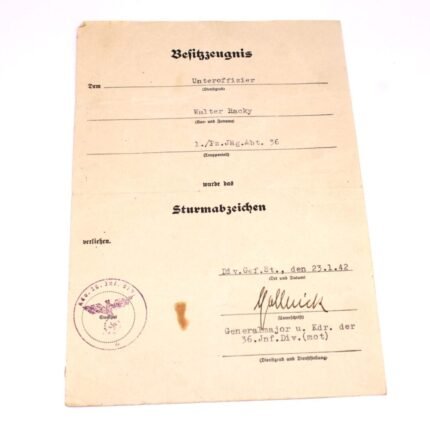 Besitzzeugnis
Dem Unteroffizier
(Dienstgrad)
Walter Racky
(Vor- und Zuname)
1./Pz.Jäg.Abt. 36
(Truppenteil)
wurde das
Sturmabzeichen
verliehen.
Div.Gef.St., den 23.1.42
(Ort und Datum)
Gollwick
(Unterschrift)
Generalmajor u. Kdr. der
36.Inf.Div.(mot)
(Dienstgrad und Dienststellung)